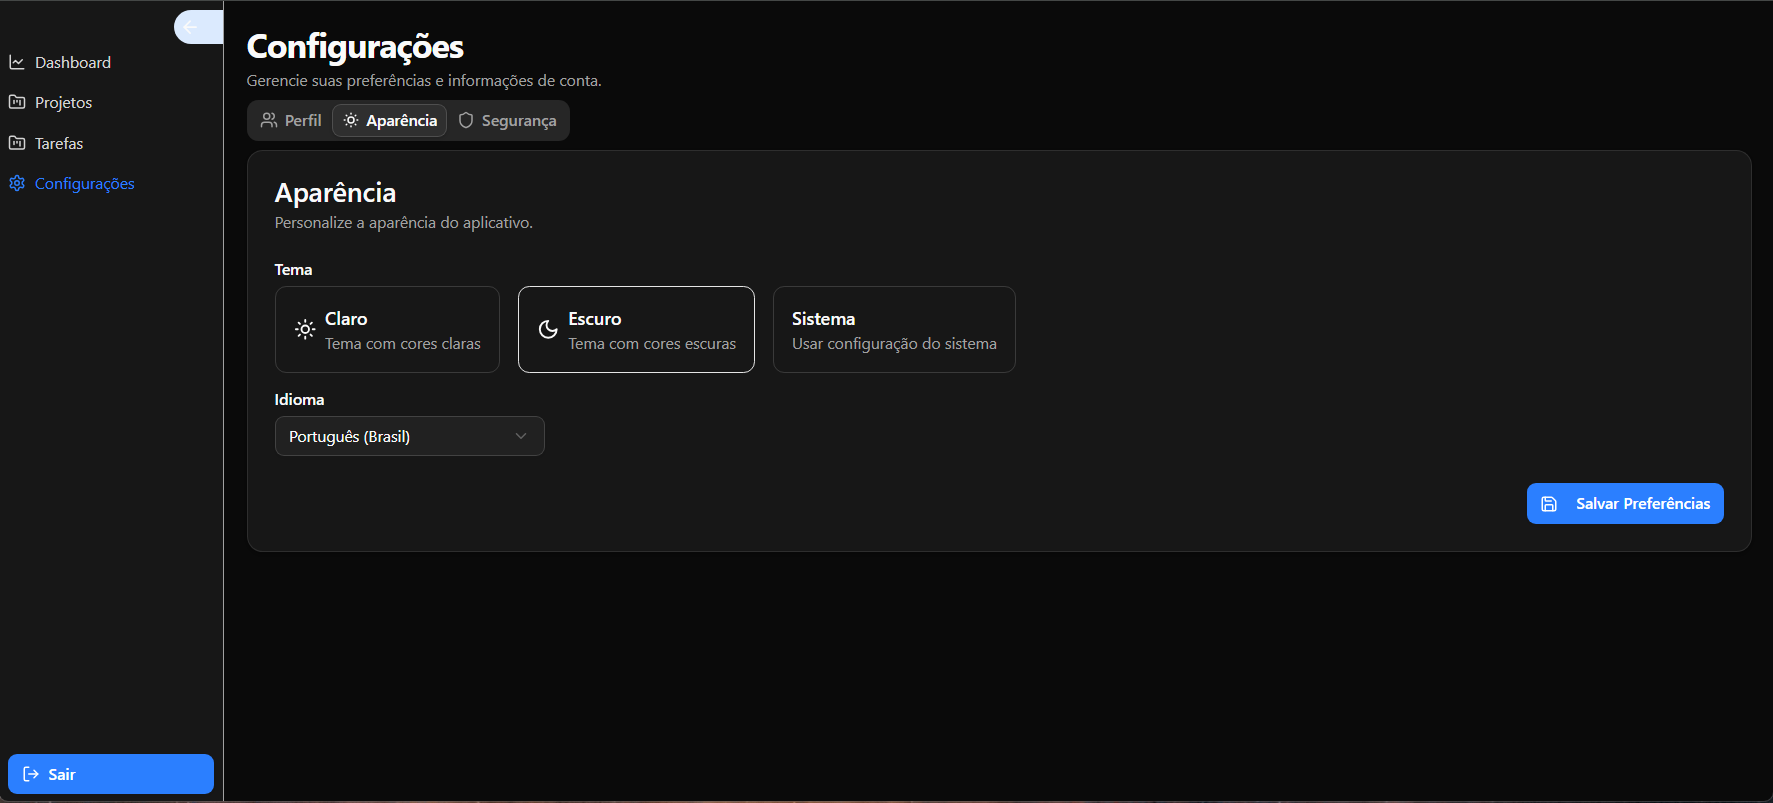 Dashboard
Projetos
Tarefas
Configurações
Sair
Configurações
Gerencie suas preferências e informações de conta.
Perfil Aparência Segurança
Aparência
Personalize a aparência do aplicativo.
Tema
Claro
Tema com cores claras
Escuro
Tema com cores escuras
Sistema
Usar configuração do sistema
Idioma
Português (Brasil)
Salvar Preferências